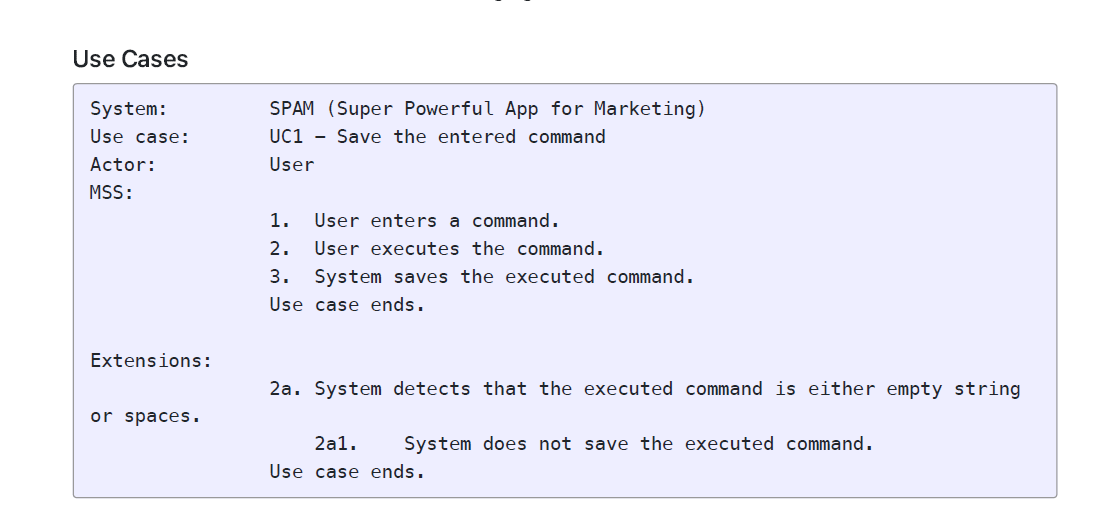 Use Cases
System: SPAM (Super Powerful App for Marketing)
Use case: UC1 – Save the entered command
Actor: User
MSS:
1. User enters a command.
2. User executes the command.
3. System saves the executed command.
Use case ends.
Extensions:
2a. System detects that the executed command is either empty string
or spaces.
2a1. System does not save the executed command.
Use case ends.